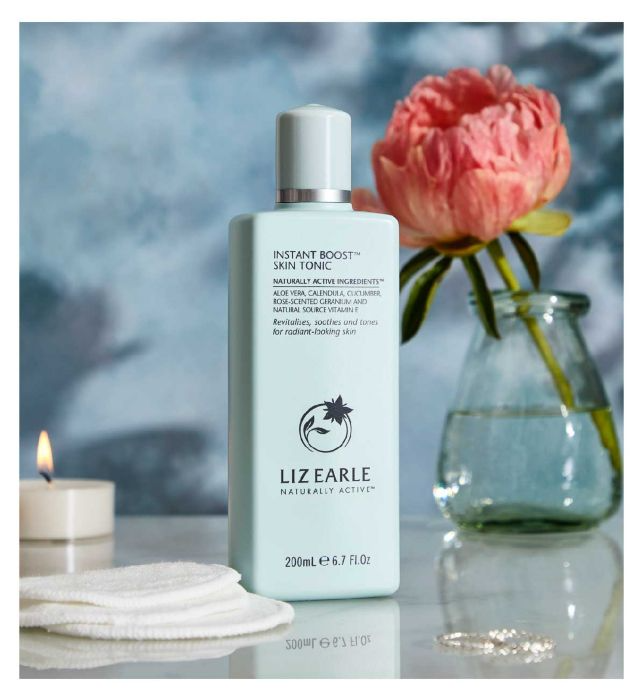 INSTANT BOOST™
SKIN TONIC
NATURALLY ACTIVE INGREDIENTS™
ALOE VERA, CALENDULA, CUCUMBER,
ROSE-SCENTED GERANIUM AND
NATURAL SOURCE VITAMIN E
Revitalises, soothes and tones
for radiant-looking skin
LIZ EARLE
NATURALLY ACTIVE™
200mL ℮ 6.7 Fl.Oz